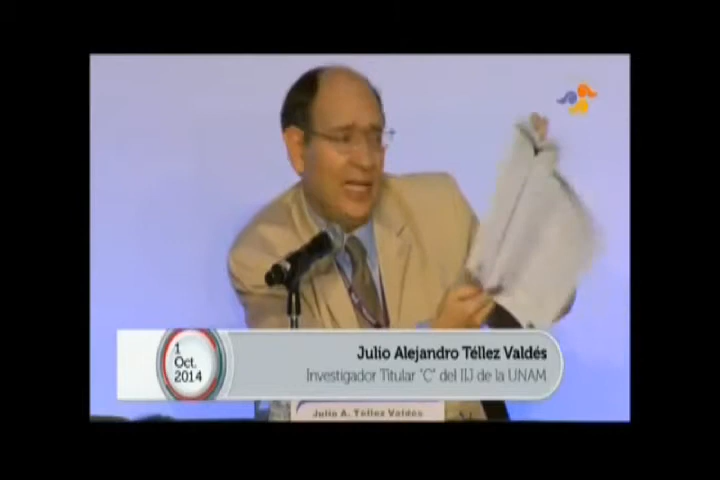 1
Oct.
2014
Julio Alejandro Téllez Valdés
Investigador Titular "C" del IIJ de la UNAM
Julio A. Téllez Valdés